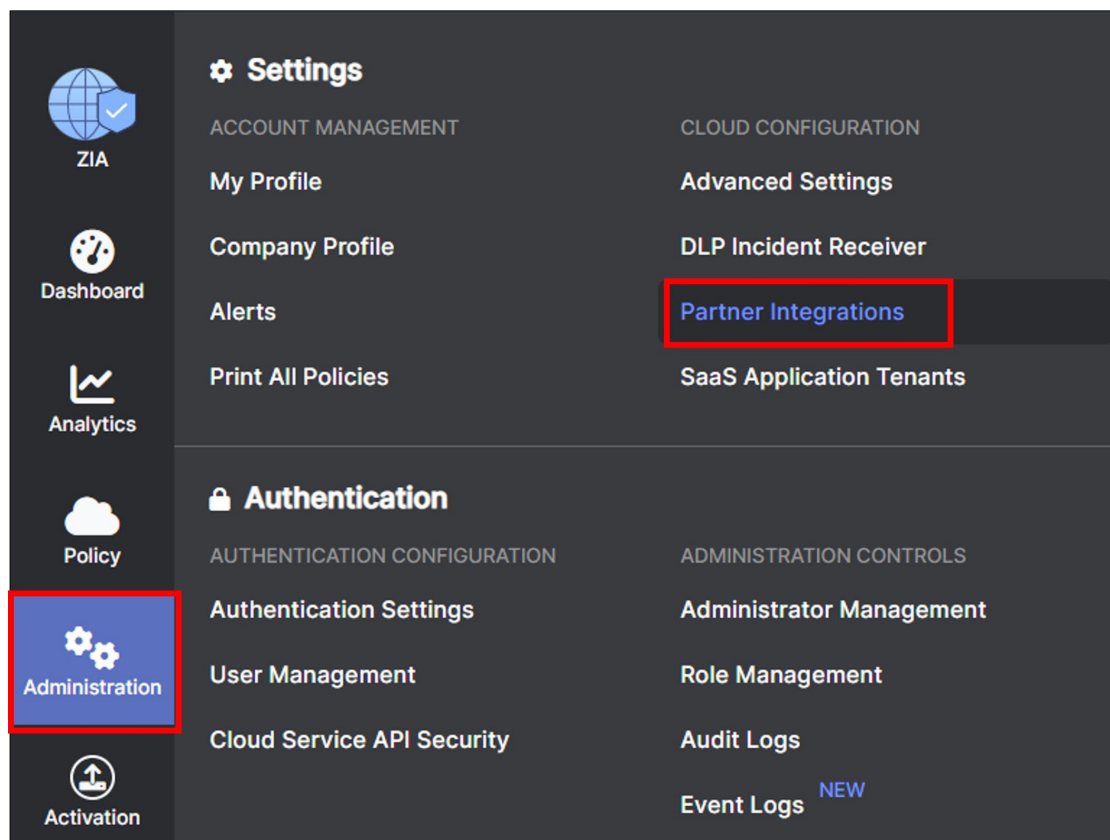 ZIA
Dashboard
Analytics
Policy
Administration
Activation
Settings
ACCOUNT MANAGEMENT
My Profile
Company Profile
Alerts
Print All Policies
CLOUD CONFIGURATION
Advanced Settings
DLP Incident Receiver
Partner Integrations
SaaS Application Tenants
Authentication
AUTHENTICATION CONFIGURATION
Authentication Settings
User Management
Cloud Service API Security
ADMINISTRATION CONTROLS
Administrator Management
Role Management
Audit Logs
Event Logs NEW